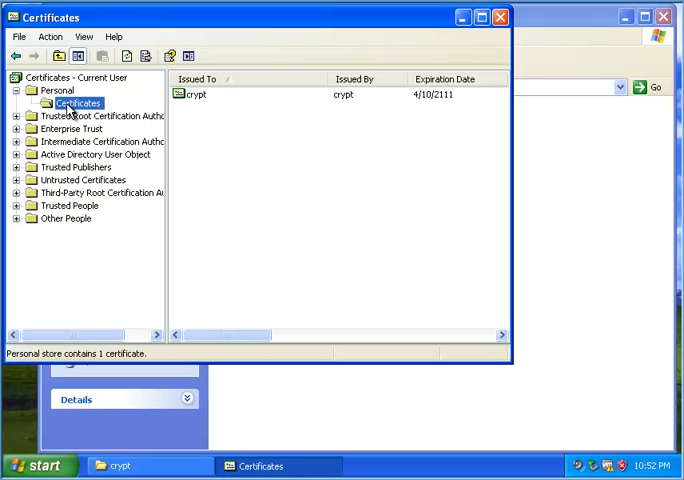 Certificates
File Action View Help
Go
Certificates - Current User
Personal
Certificates
Trusted Root Certification Autho
Enterprise Trust
Intermediate Certification Autho
Active Directory User Object
Trusted Publishers
Untrusted Certificates
Third-Party Root Certification Au
Trusted People
Other People
Issued To Issued By Expiration Date
crypt crypt 4/10/2111
Personal store contains 1 certificate.
Details
start crypt Certificates 10:52 PM